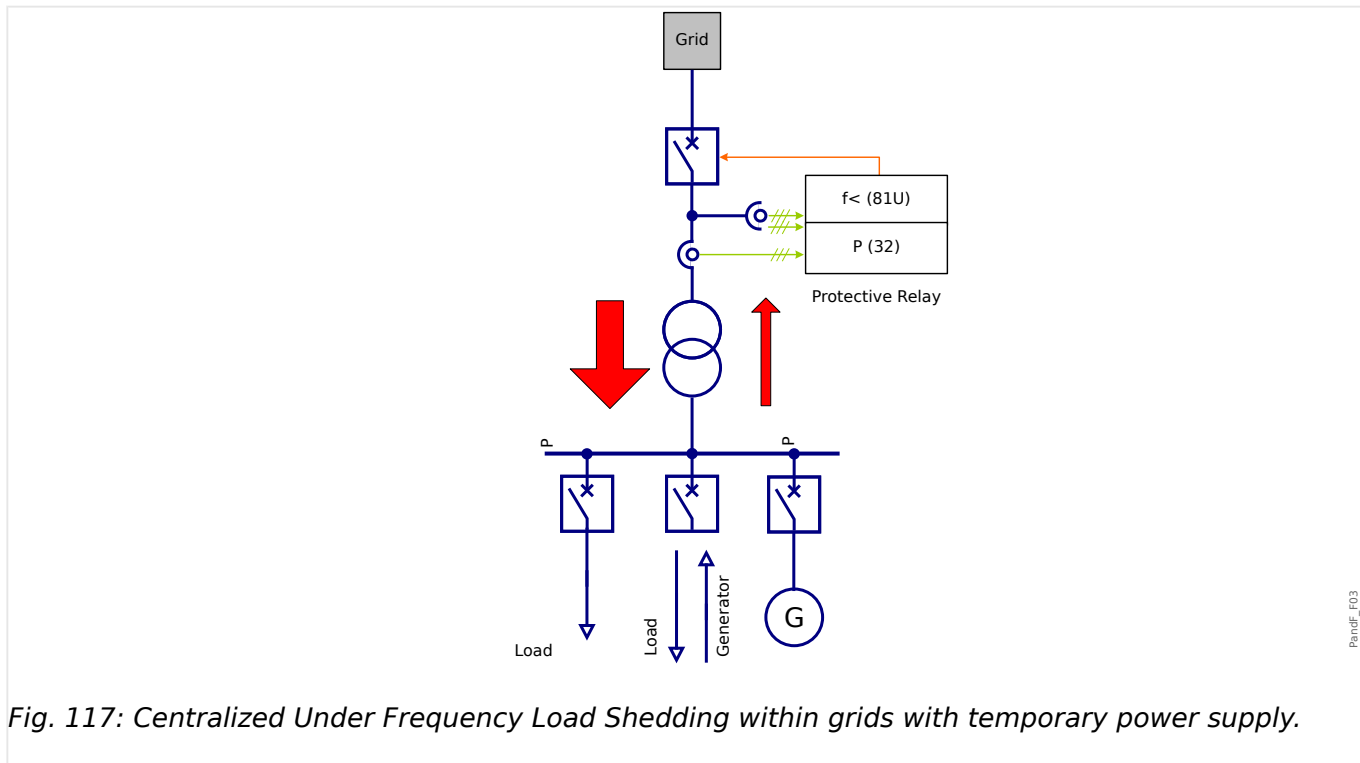 Grid
f< (81U)
P (32)
Protective Relay
P
P
Load
Load
Generator
G
PandF_F03
Fig. 117: Centralized Under Frequency Load Shedding within grids with temporary power supply.